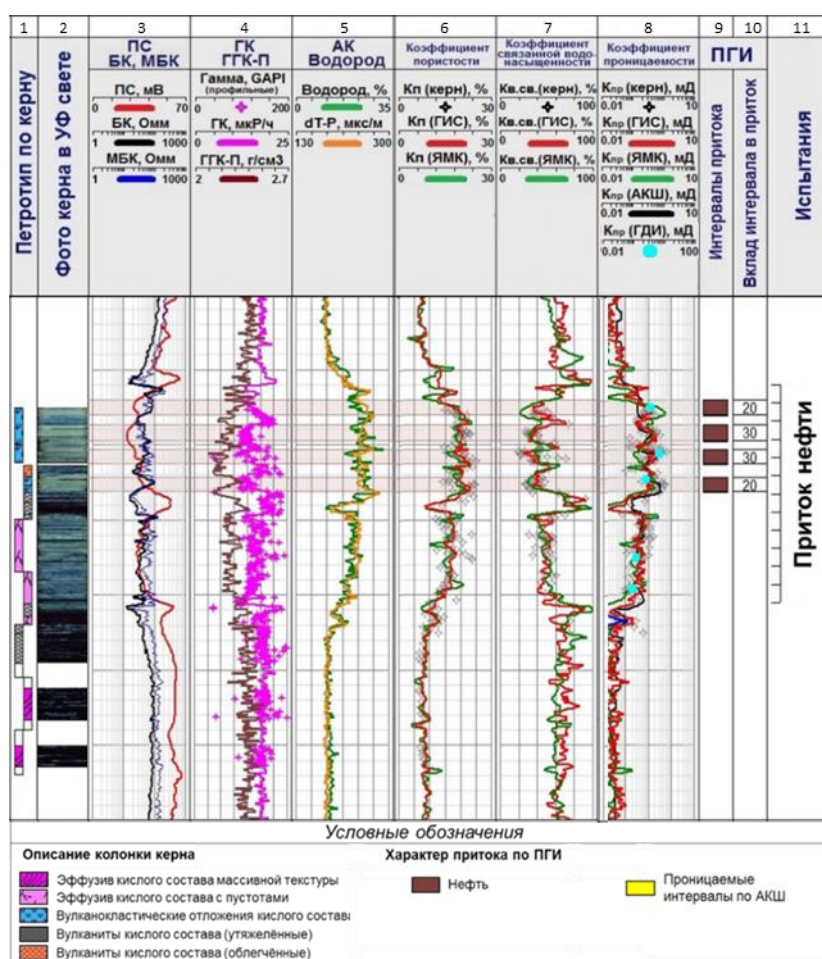 1 2 3 4 5 6 7 8 9 10 11
Петротип по керну
Фото керна в УФ свете
ПС
БК, МБК
ПС, мВ
0 70
БК, Омм
1 1000
МБК, Омм
1 1000
ГК
ГГК-П
Гамма, GAPI
(профильные)
0 200
ГК, мкР/ч
0 25
ГГК-П, г/см3
2 2.7
АК
Водород
Водород, %
0 35
dT-P, мкс/м
130 300
Коэффициент
пористости
Кп (керн), %
0 30
Кп (ГИС), %
0 30
Кп (ЯМК), %
0 30
Коэффициент
связанной водо-
насыщенности
Кв.св.(керн), %
0 100
Кв.св.(ГИС), %
0 100
Кв.св.(ЯМК), %
0 100
Коэффициент
проницаемости
Кпр (керн), мД
0.01 10
Кпр (ГИС), мД
0.01 10
Кпр (ЯМК), мД
0.01 10
Кпр (АКШ), мД
0.01 10
Кпр (ГДИ), мД
0.01 100
ПГИ
Интервалы притока
Вклад интервала в приток
Испытания
20
30
30
20
Приток нефти
Условные обозначения
Описание колонки керна
Эффузив кислого состава массивной текстуры
Эффузив кислого состава с пустотами
Вулканокластические отложения кислого состава
Вулканиты кислого состава (утяжелённые)
Вулканиты кислого состава (облегчённые)
Характер притока по ПГИ
Нефть
Проницаемые
интервалы по АКШ